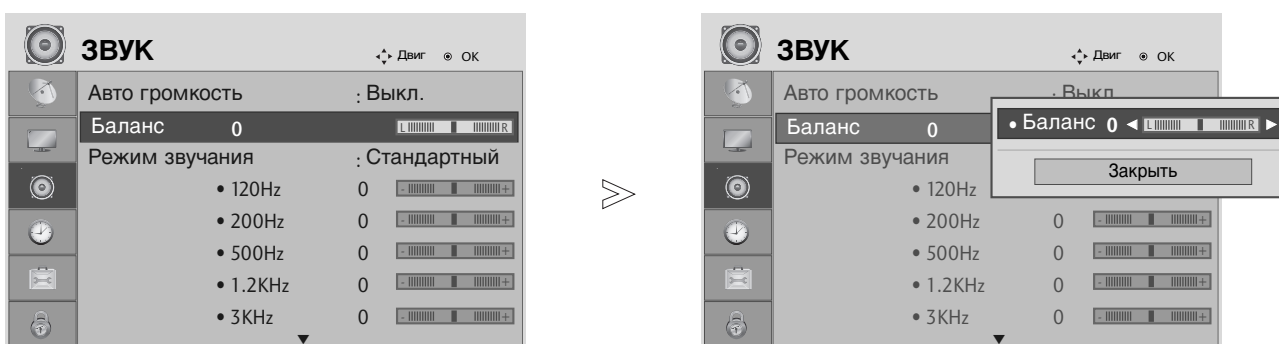 ЗВУК
Двиг OK
Авто громкость : Выкл.
Баланс 0 L R
Режим звучания : Стандартный
• 120Hz 0 - +
• 200Hz 0 - +
• 500Hz 0 - +
• 1.2KHz 0 - +
• 3KHz 0 - +
ЗВУК
Двиг OK
Авто громкость : Выкл
Баланс 0
Режим звучания
• 120Hz
• 200Hz 0 - +
• 500Hz 0 - +
• 1.2KHz 0 - +
• 3KHz 0 - +
• Баланс 0 ◄ L R ►
Закрыть